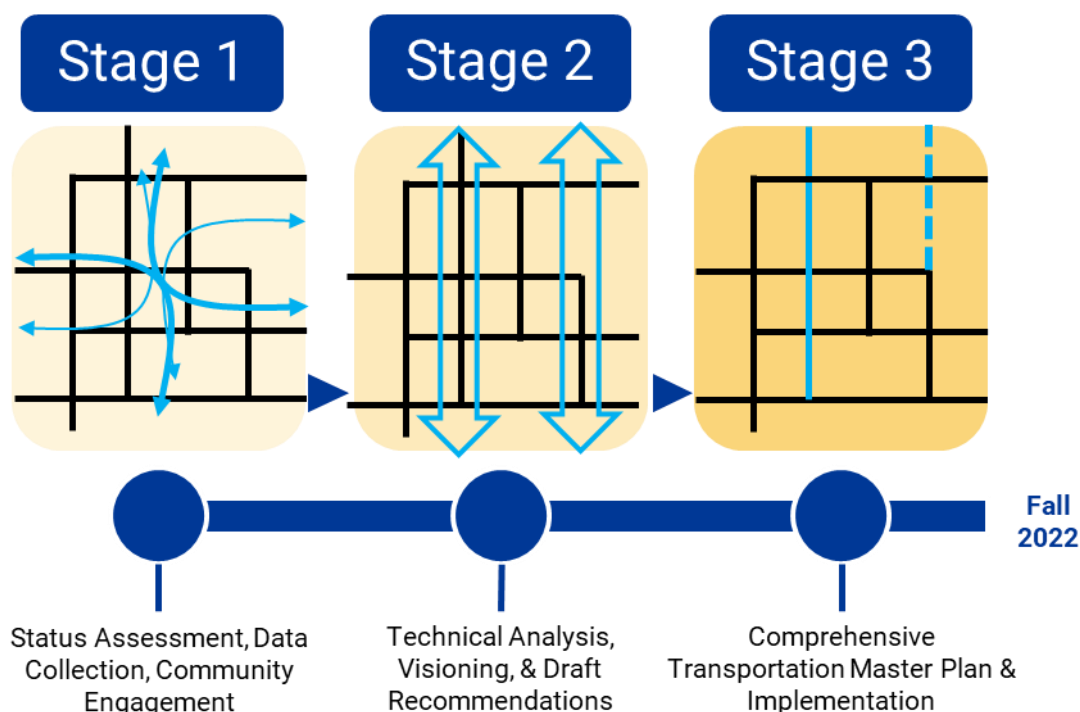 Stage 1
Stage 2
Stage 3
Fall
2022
Status Assessment, Data
Collection, Community
Engagement
Technical Analysis,
Visioning, & Draft
Recommendations
Comprehensive
Transportation Master Plan &
Implementation